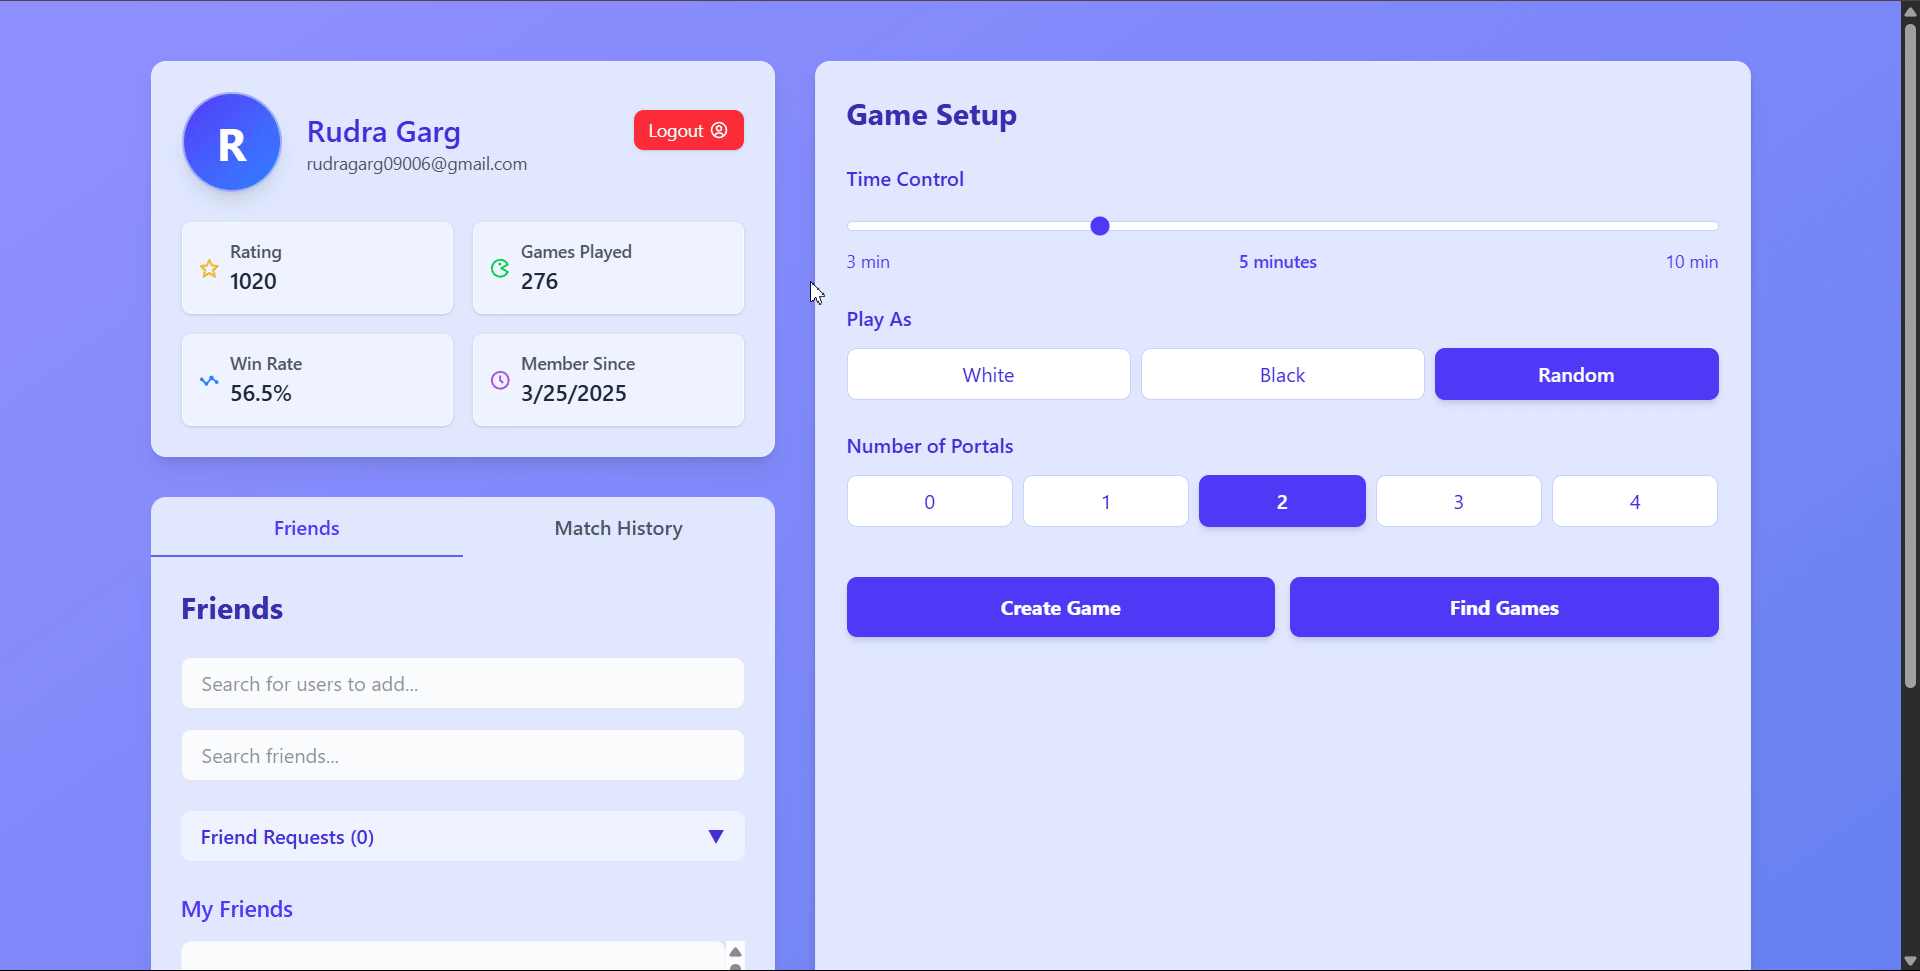 R
Rudra Garg
rudragarg09006@gmail.com
Logout
Rating
1020
Games Played
276
Win Rate
56.5%
Member Since
3/25/2025
Friends
Match History
Friends
Search for users to add...
Search friends...
Friend Requests (0)
My Friends
Game Setup
Time Control
3 min
5 minutes
10 min
Play As
White
Black
Random
Number of Portals
0
1
2
3
4
Create Game
Find Games